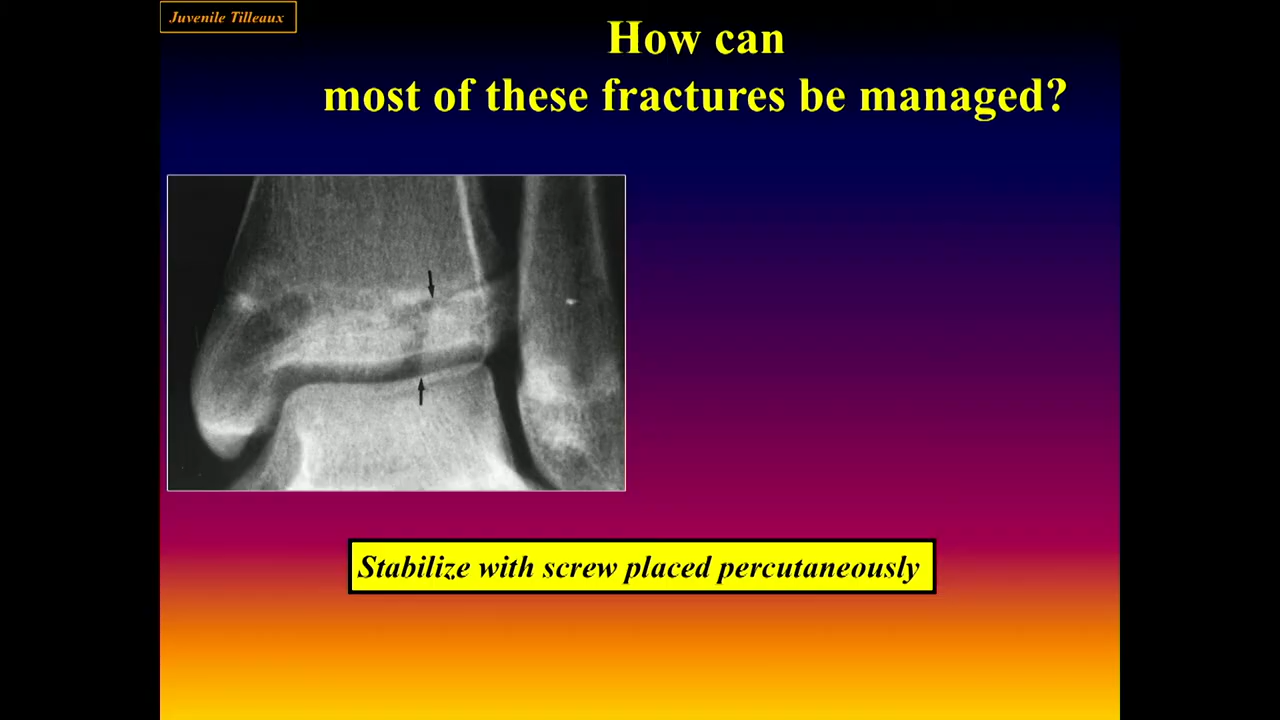 Juvenile Tilleaux
How can
most of these fractures be managed?
Stabilize with screw placed percutaneously